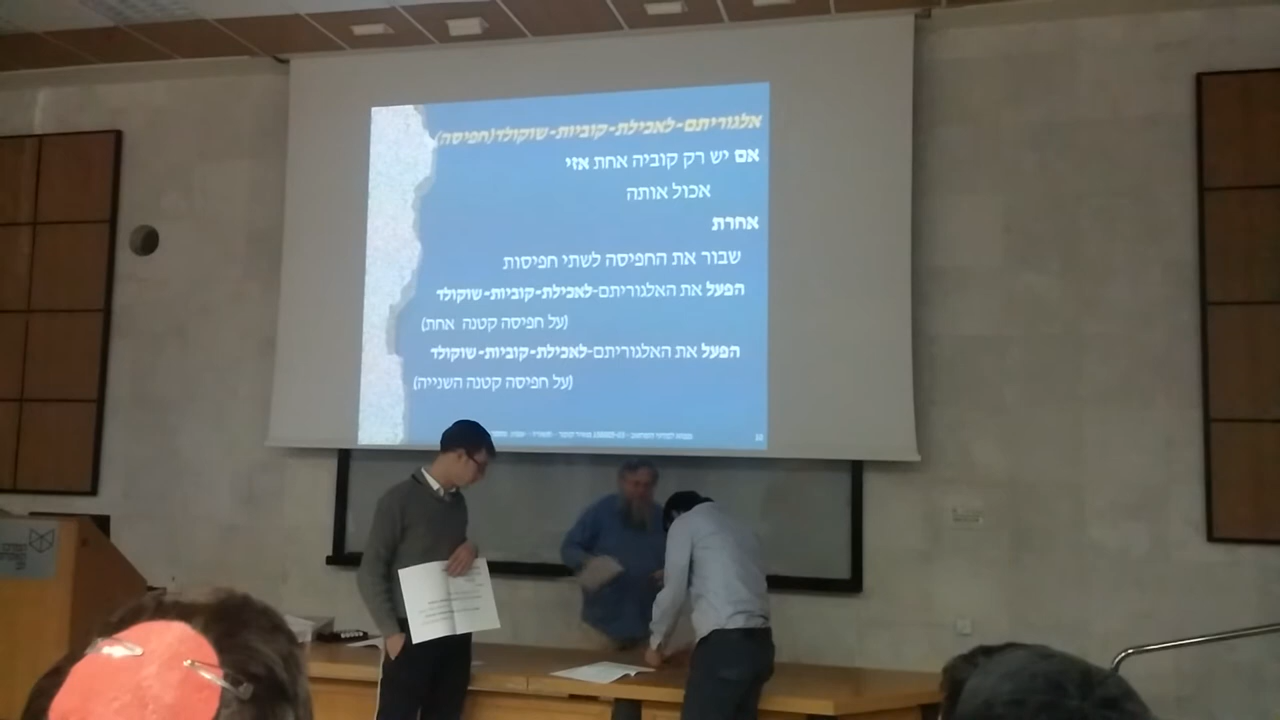 אלגוריתם-לאכילת-קוביות-שוקולד(חפיסה)
אם יש רק קוביה אחת אזי
אכול אותה
אחרת
שבור את החפיסה לשתי חפיסות
הפעל את האלגוריתם-לאכילת-קוביות-שוקולד
(על חפיסה קטנה אחת)
הפעל את האלגוריתם-לאכילת-קוביות-שוקולד
(על חפיסה קטנה השנייה)